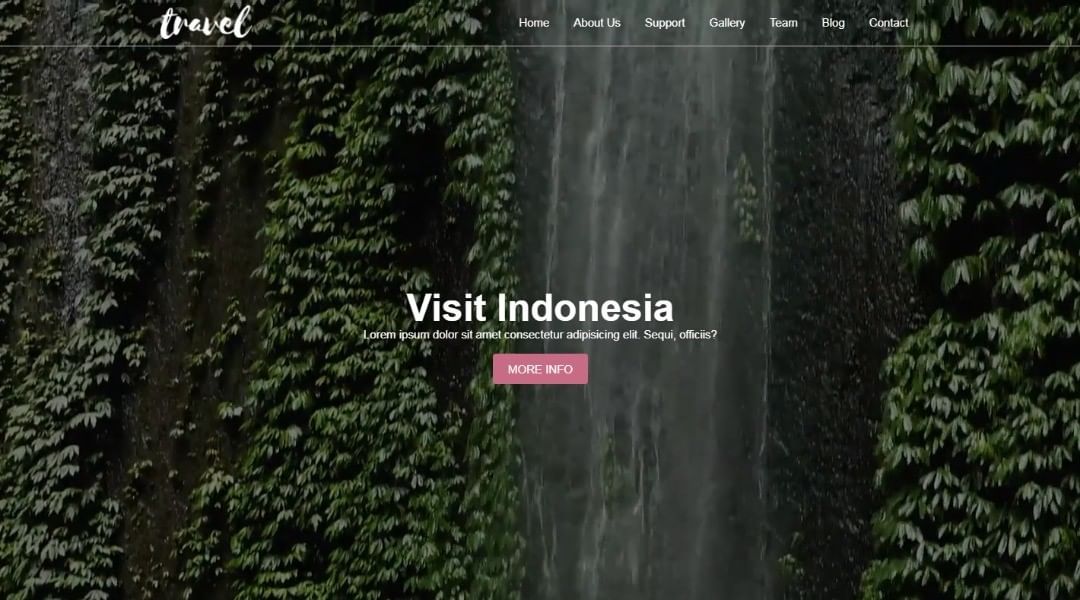 travel
Home About Us Support Gallery Team Blog Contact
Visit Indonesia
Lorem ipsum dolor sit amet consectetur adipisicing elit. Sequi, officiis?
MORE INFO